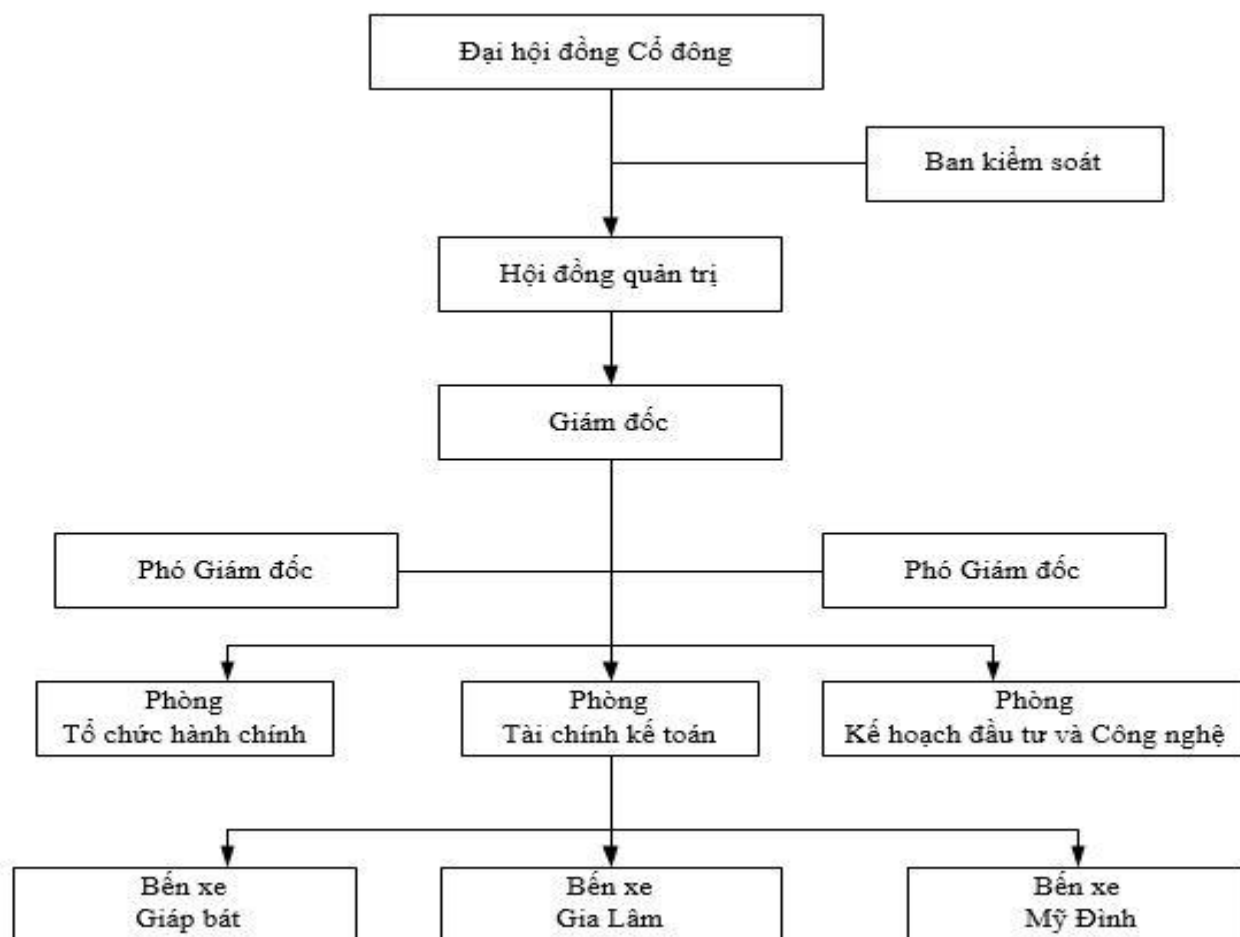 Đại hội đồng Cổ đông
Ban kiểm soát
Hội đồng quản trị
Giám đốc
Phó Giám đốc
Phó Giám đốc
Phòng
Tổ chức hành chính
Phòng
Tài chính kế toán
Phòng
Kế hoạch đầu tư và Công nghệ
Bến xe
Giáp bát
Bến xe
Gia Lâm
Bến xe
Mỹ Đình